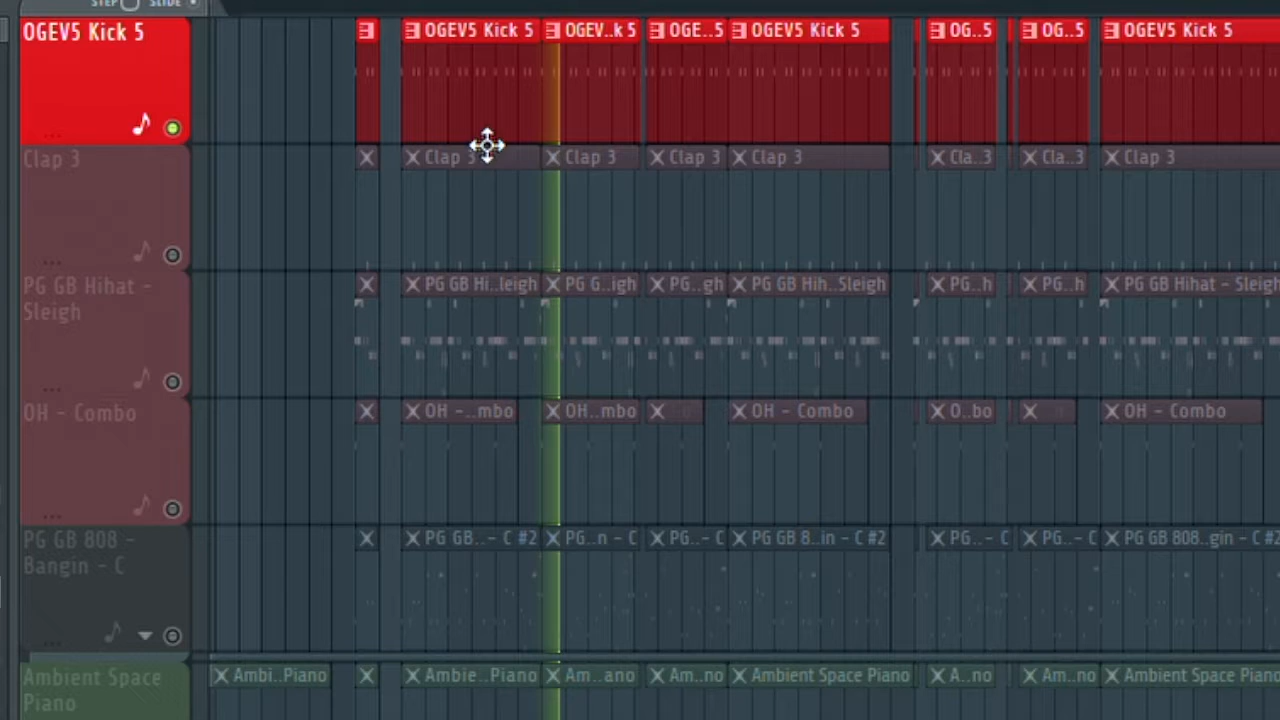 STEP SLIDE
OGEV5 Kick 5
OGEV5 Kick 5 OGEV..k 5 OGE..5 OGEV5 Kick 5 OG..5 OG..5 OGEV5 Kick 5
Clap 3
Clap 3 Clap 3 Clap 3 Clap 3 Cla..3 Cla..3 Clap 3
PG GB Hihat -
Sleigh
PG GB Hi..leigh PG G..igh PG..gh PG GB Hih..Sleigh PG..h PG..h PG GB Hihat - Sleigh
OH - Combo
OH -...mbo OH..mbo OH - Combo O..bo OH - Combo
PG GB 808 -
Bangin - C
PG GB..- C #2 PG..n - C PG..- C PG GB 8..in - C #2 PG..- C PG..- C PG GB 808..gin - C #2
Ambient Space
Piano
Ambi..Piano Ambie..Piano Am..ano Am..no Ambient Space Piano A..no Am..no Ambient Space Piano